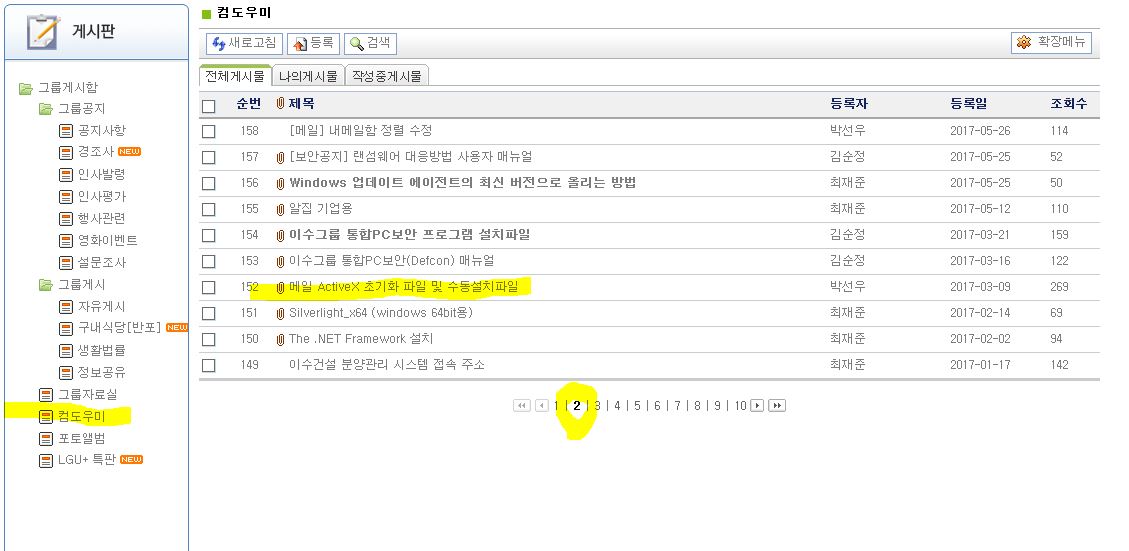 게시판
그룹게시함
그룹공지
공지사항
경조사 NEW
인사발령
인사평가
행사관련
영화이벤트
설문조사
그룹게시
자유게시
구내식당[반포] NEW
생활법률
정보공유
그룹자료실
컴도우미
포토앨범
LGU+ 특판 NEW
컴도우미
새로고침 등록 검색 확장메뉴
전체게시물 나의게시물 작성중게시물
순번 제목 등록자 등록일 조회수
158 [메일] 내메일함 정렬 수정 박선우 2017-05-26 114
157 [보안공지] 랜섬웨어 대응방법 사용자 매뉴얼 김순정 2017-05-25 52
156 Windows 업데이트 에이전트의 최신 버전으로 올리는 방법 최재준 2017-05-25 50
155 알집 기업용 최재준 2017-05-12 110
154 이수그룹 통합PC보안 프로그램 설치파일 김순정 2017-03-21 159
153 이수그룹 통합PC보안(Defcon) 매뉴얼 김순정 2017-03-16 122
152 메일 ActiveX 초기화 파일 및 수동설치파일 박선우 2017-03-09 269
151 Silverlight_x64 (windows 64bit용) 최재준 2017-02-14 69
150 The .NET Framework 설치 최재준 2017-02-02 94
149 이수건설 분양관리 시스템 접속 주소 최재준 2017-01-17 142
1 | 2 | 3 | 4 | 5 | 6 | 7 | 8 | 9 | 10